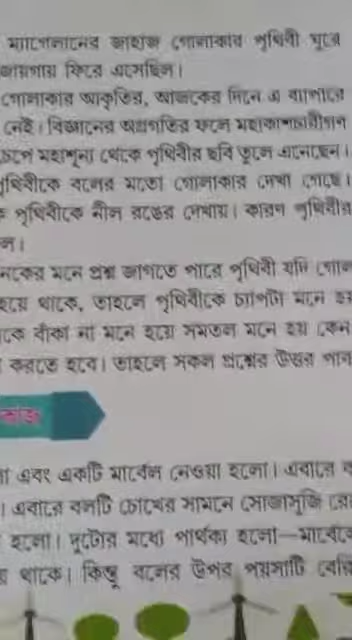 ম্যাগেলানের জাহাজ গোলাকার পৃথিবী ঘুরে
জায়গায় ফিরে এসেছিল।
গোলাকার আকৃতির, আজকের দিনে এ ব্যাপারে
নেই। বিজ্ঞানের অগ্রগতির ফলে মহাকাশচারীগণ
চেপে মহাশূন্য থেকে পৃথিবীর ছবি তুলে এনেছেন।
পৃথিবীকে বলের মতো গোলাকার দেখা গেছে।
পৃথিবীকে নীল রঙের দেখায়। কারণ পৃথিবীর
ল।
নেকের মনে প্রশ্ন জাগতে পারে পৃথিবী যদি গোল
হয়ে থাকে, তাহলে পৃথিবীকে চ্যাপটা মনে হয়
কে বাঁকা না মনে হয়ে সমতল মনে হয় কেন
করতে হবে। তাহলে সকল প্রশ্নের উত্তর পাব
কাজ
এবং একটি মার্বেল নেওয়া হলো। এবারে
। এবারে বলটি চোখের সামনে সোজাসুজি রে
হলো। দুটোর মধ্যে পার্থক্য হলো—মার্বেলে
থাকে। কিন্তু বলের উপর পয়সাটি বেশি